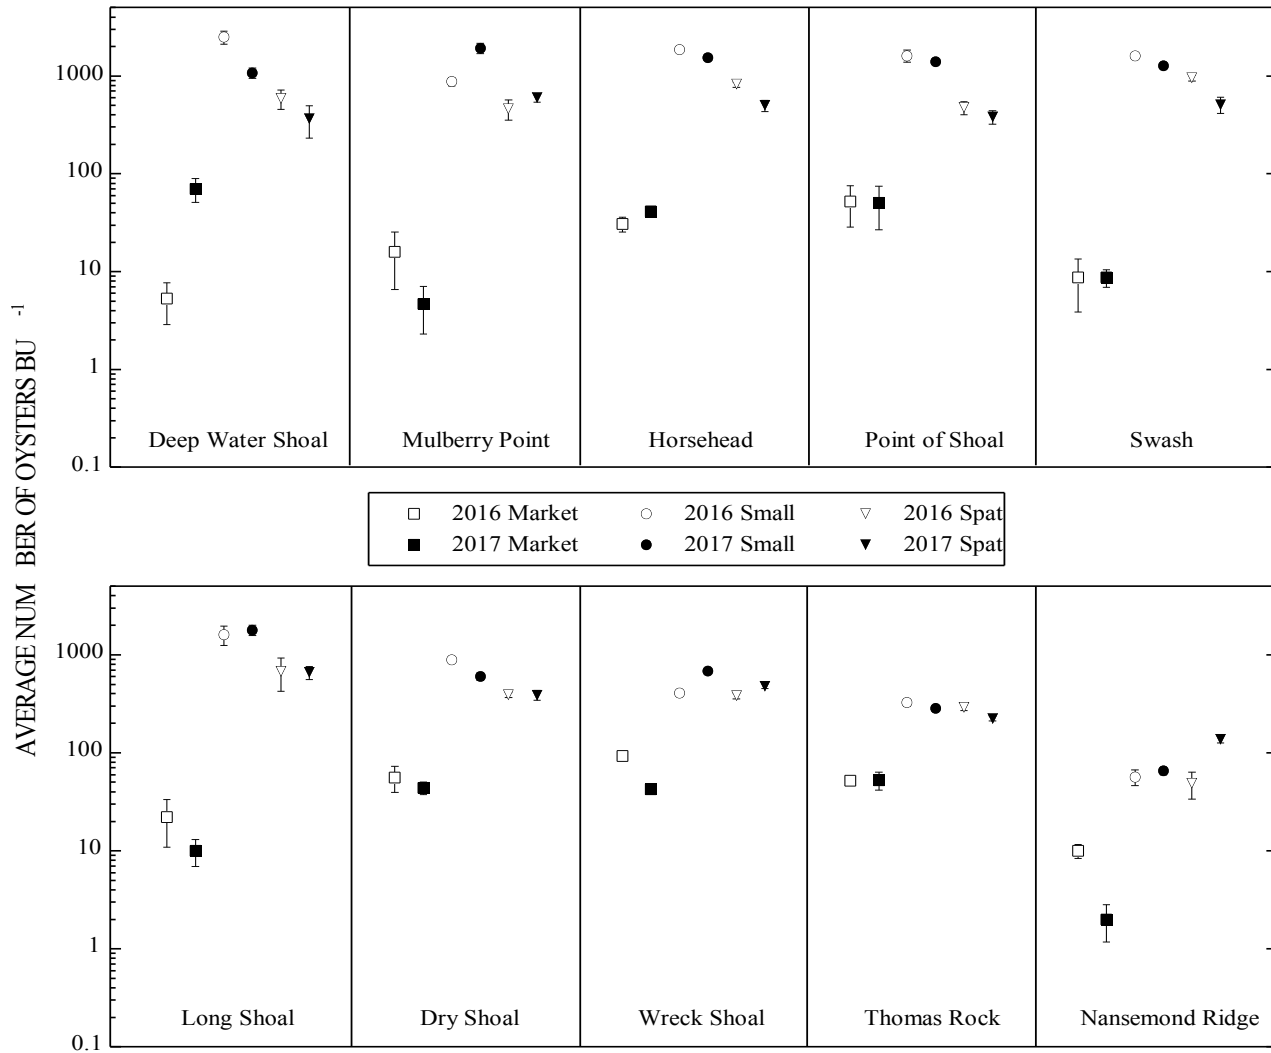 1000
100
10
1
0.1
Deep Water Shoal
Mulberry Point
Horsehead
Point of Shoal
Swash
AVERAGE NUM BER OF OYSTERS BU -1
2016 Market 2016 Small 2016 Spat
2017 Market 2017 Small 2017 Spat
1000
100
10
1
0.1
Long Shoal
Dry Shoal
Wreck Shoal
Thomas Rock
Nansemond Ridge